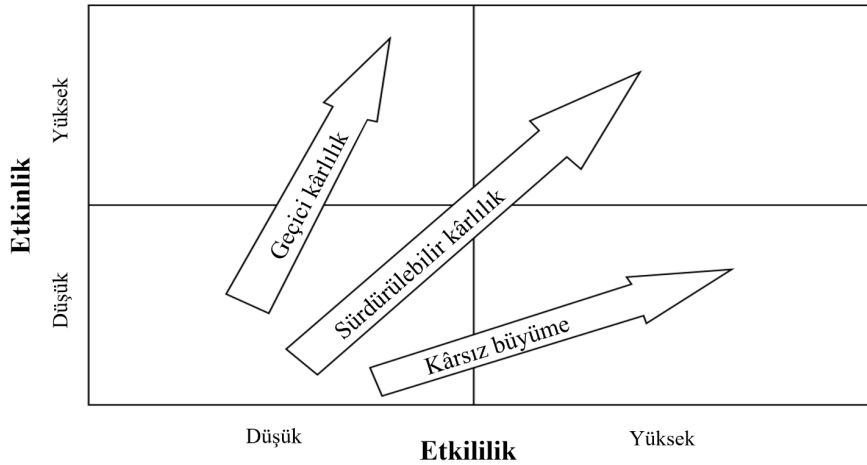 Yüksek
Etkinlik
Düşük
Geçici kârlılık
Sürdürülebilir kârlılık
Kârsız büyüme
Düşük
Etkililik
Yüksek